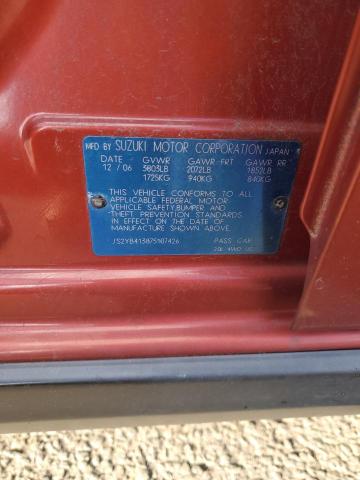 MFD BY SUZUKI MOTOR CORPORATION JAPAN
DATE GVWR GAWR FRT GAWR RR
12 / 06 3803LB 2072LB 1852LB
1725KG 940KG 840KG
THIS VEHICLE CONFORMS TO ALL
APPLICABLE FEDERAL MOTOR
VEHICLE SAFETY, BUMPER, AND
THEFT PREVENTION STANDARDS
IN EFFECT ON THE DATE OF
MANUFACTURE SHOWN ABOVE.
JS2YB413875107426 PASS CAR
4WD